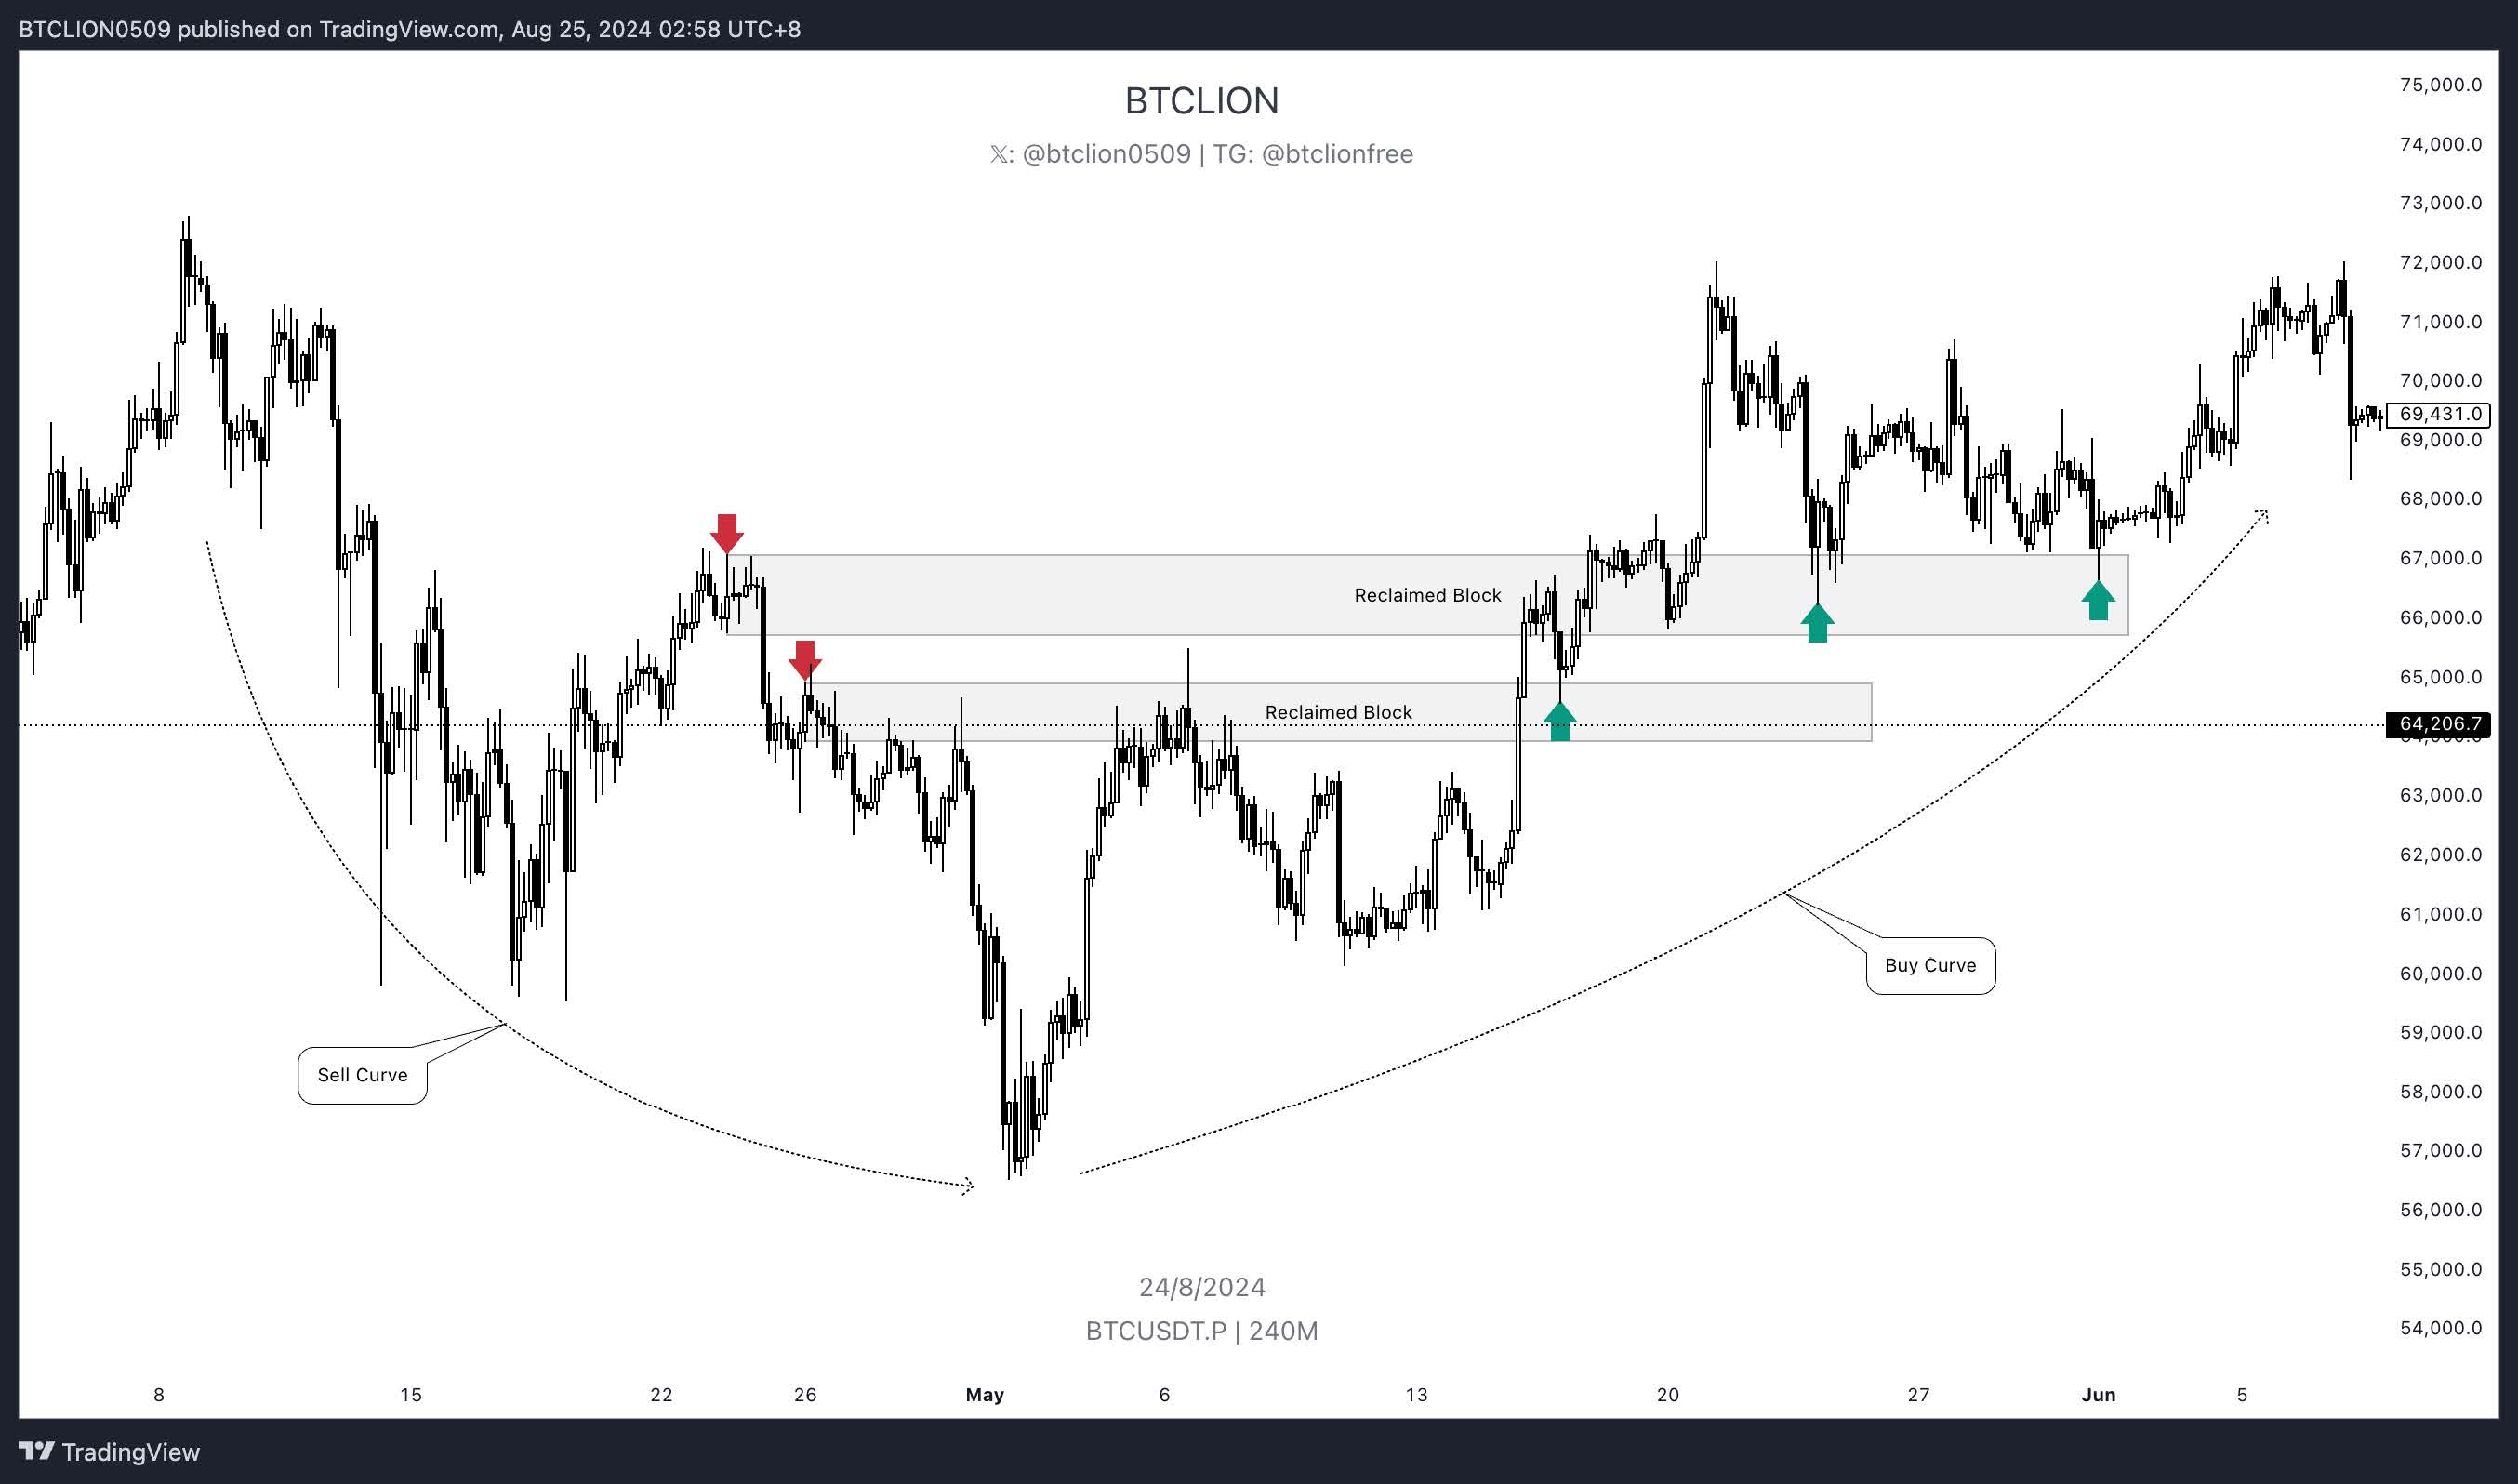 BTCLION0509 published on TradingView.com, Aug 25, 2024 02:58 UTC+8
BTCLION
𝕏: @btclion0509 | TG: @btclionfree
75,000.0
74,000.0
73,000.0
72,000.0
71,000.0
70,000.0
69,431.0
69,000.0
68,000.0
67,000.0
Reclaimed Block
66,000.0
65,000.0
Reclaimed Block
64,206.7
64,000.0
63,000.0
62,000.0
61,000.0
Buy Curve
60,000.0
59,000.0
Sell Curve
58,000.0
57,000.0
56,000.0
55,000.0
24/8/2024
BTCUSDT.P | 240M
54,000.0
8 15 22 26 May 6 13 20 27 Jun 5
TradingView